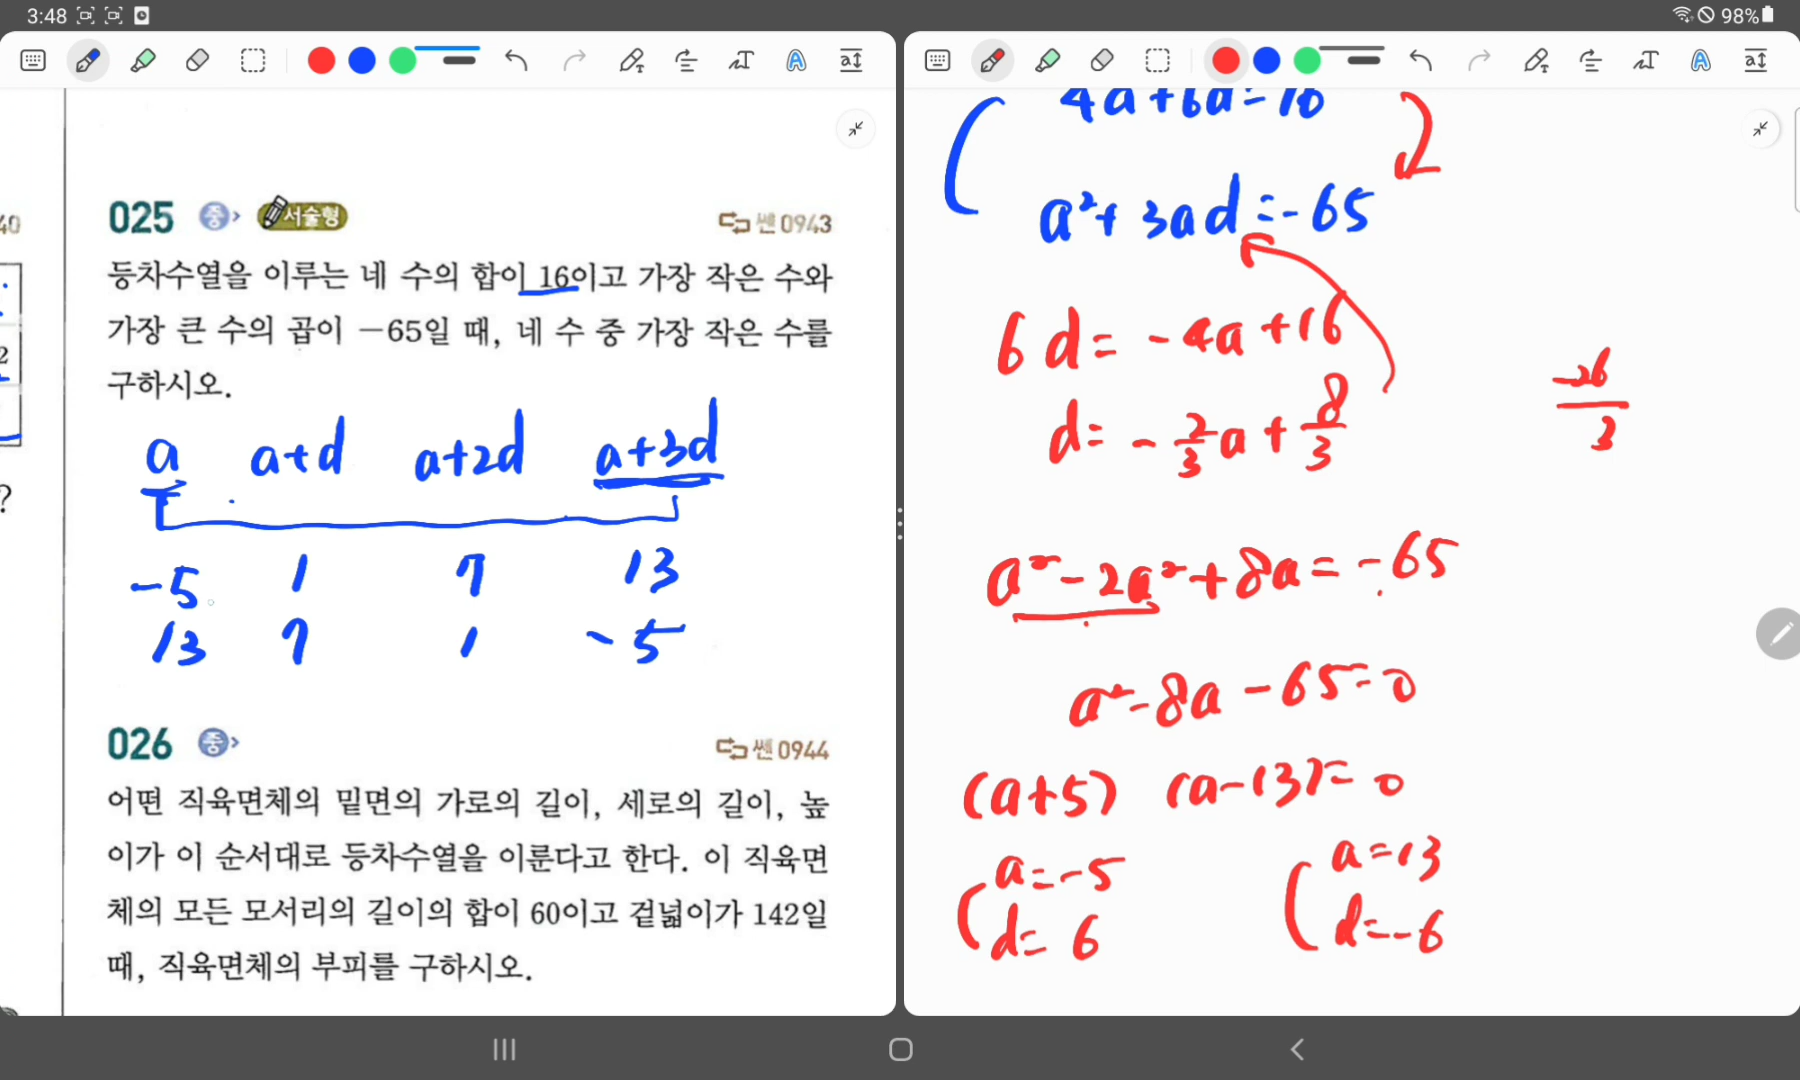 3:48
98%
40
2
?
025 중 서술형 쎈 0943
등차수열을 이루는 네 수의 합이 16이고 가장 작은 수와
가장 큰 수의 곱이 −65일 때, 네 수 중 가장 작은 수를
구하시오.
a a+d a+2d a+3d
-5 1 7 13
13 7 1 -5
026 중 쎈 0944
어떤 직육면체의 밑면의 가로의 길이, 세로의 길이, 높
이가 이 순서대로 등차수열을 이룬다고 한다. 이 직육면
체의 모든 모서리의 길이의 합이 60이고 겉넓이가 142일
때, 직육면체의 부피를 구하시오.
4a+6d=16
a²+3ad=-65
6d=-4a+16
d=-2/3a+8/3
-26/3
a²-2a²+8a=-65
a²-8a-65=0
(a+5) (a-13)=0
a=-5 a=13
d=6 d=-6